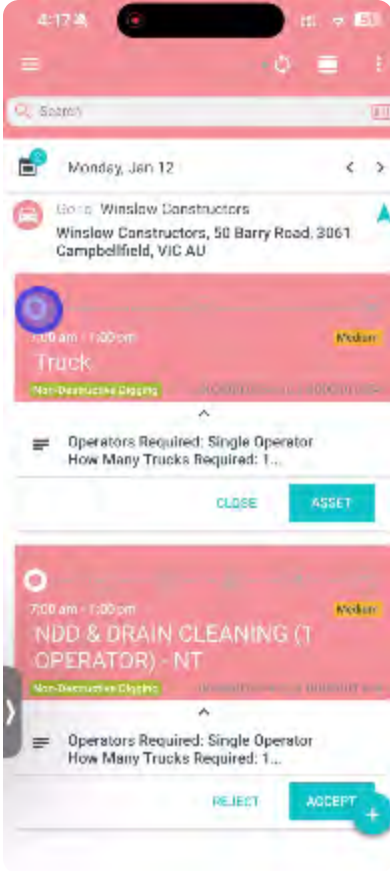 4:17
Search
Monday, Jan 12
Go to Winslow Constructors
Winslow Constructors, 50 Barry Road, 3061
Campbellfield, VIC AU
7:00 am - 1:00 pm
Medium
Truck
Non-Destructive Digging
Operators Required: Single Operator
How Many Trucks Required: 1...
CLOSE
ASSET
7:00 am - 1:00 pm
Medium
NDD & DRAIN CLEANING (1
OPERATOR) - NT
Non-Destructive Digging
Operators Required: Single Operator
How Many Trucks Required: 1...
REJECT
ACCEPT